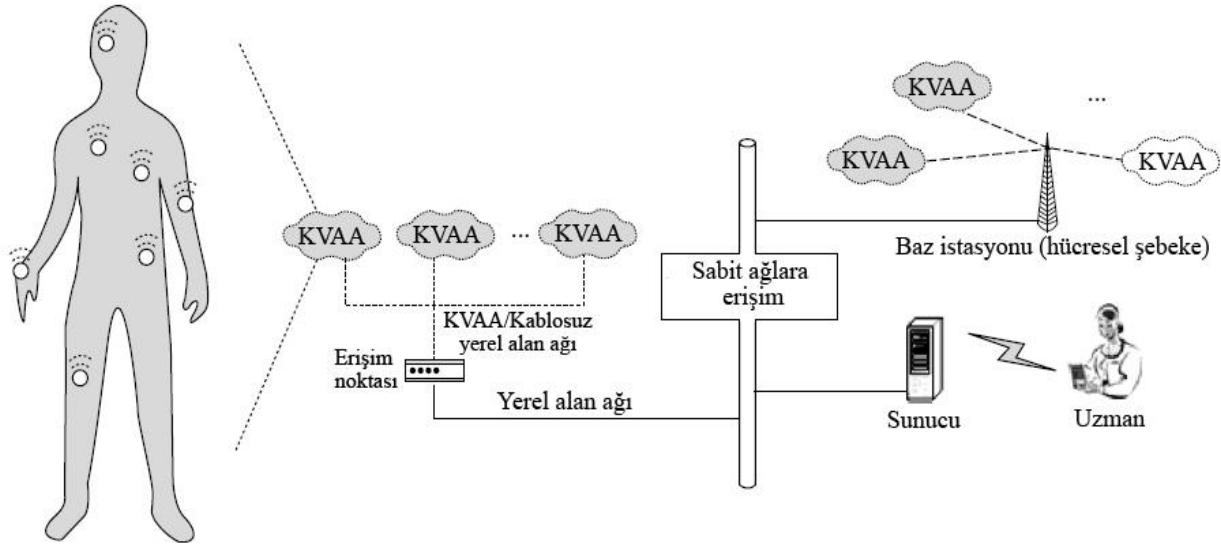 KVAA
...
KVAA
KVAA
Baz istasyonu (hücresel şebeke)
KVAA
KVAA
...
KVAA
Sabit ağlara
erişim
KVAA/Kablosuz
yerel alan ağı
Erişim
noktası
Yerel alan ağı
Sunucu
Uzman